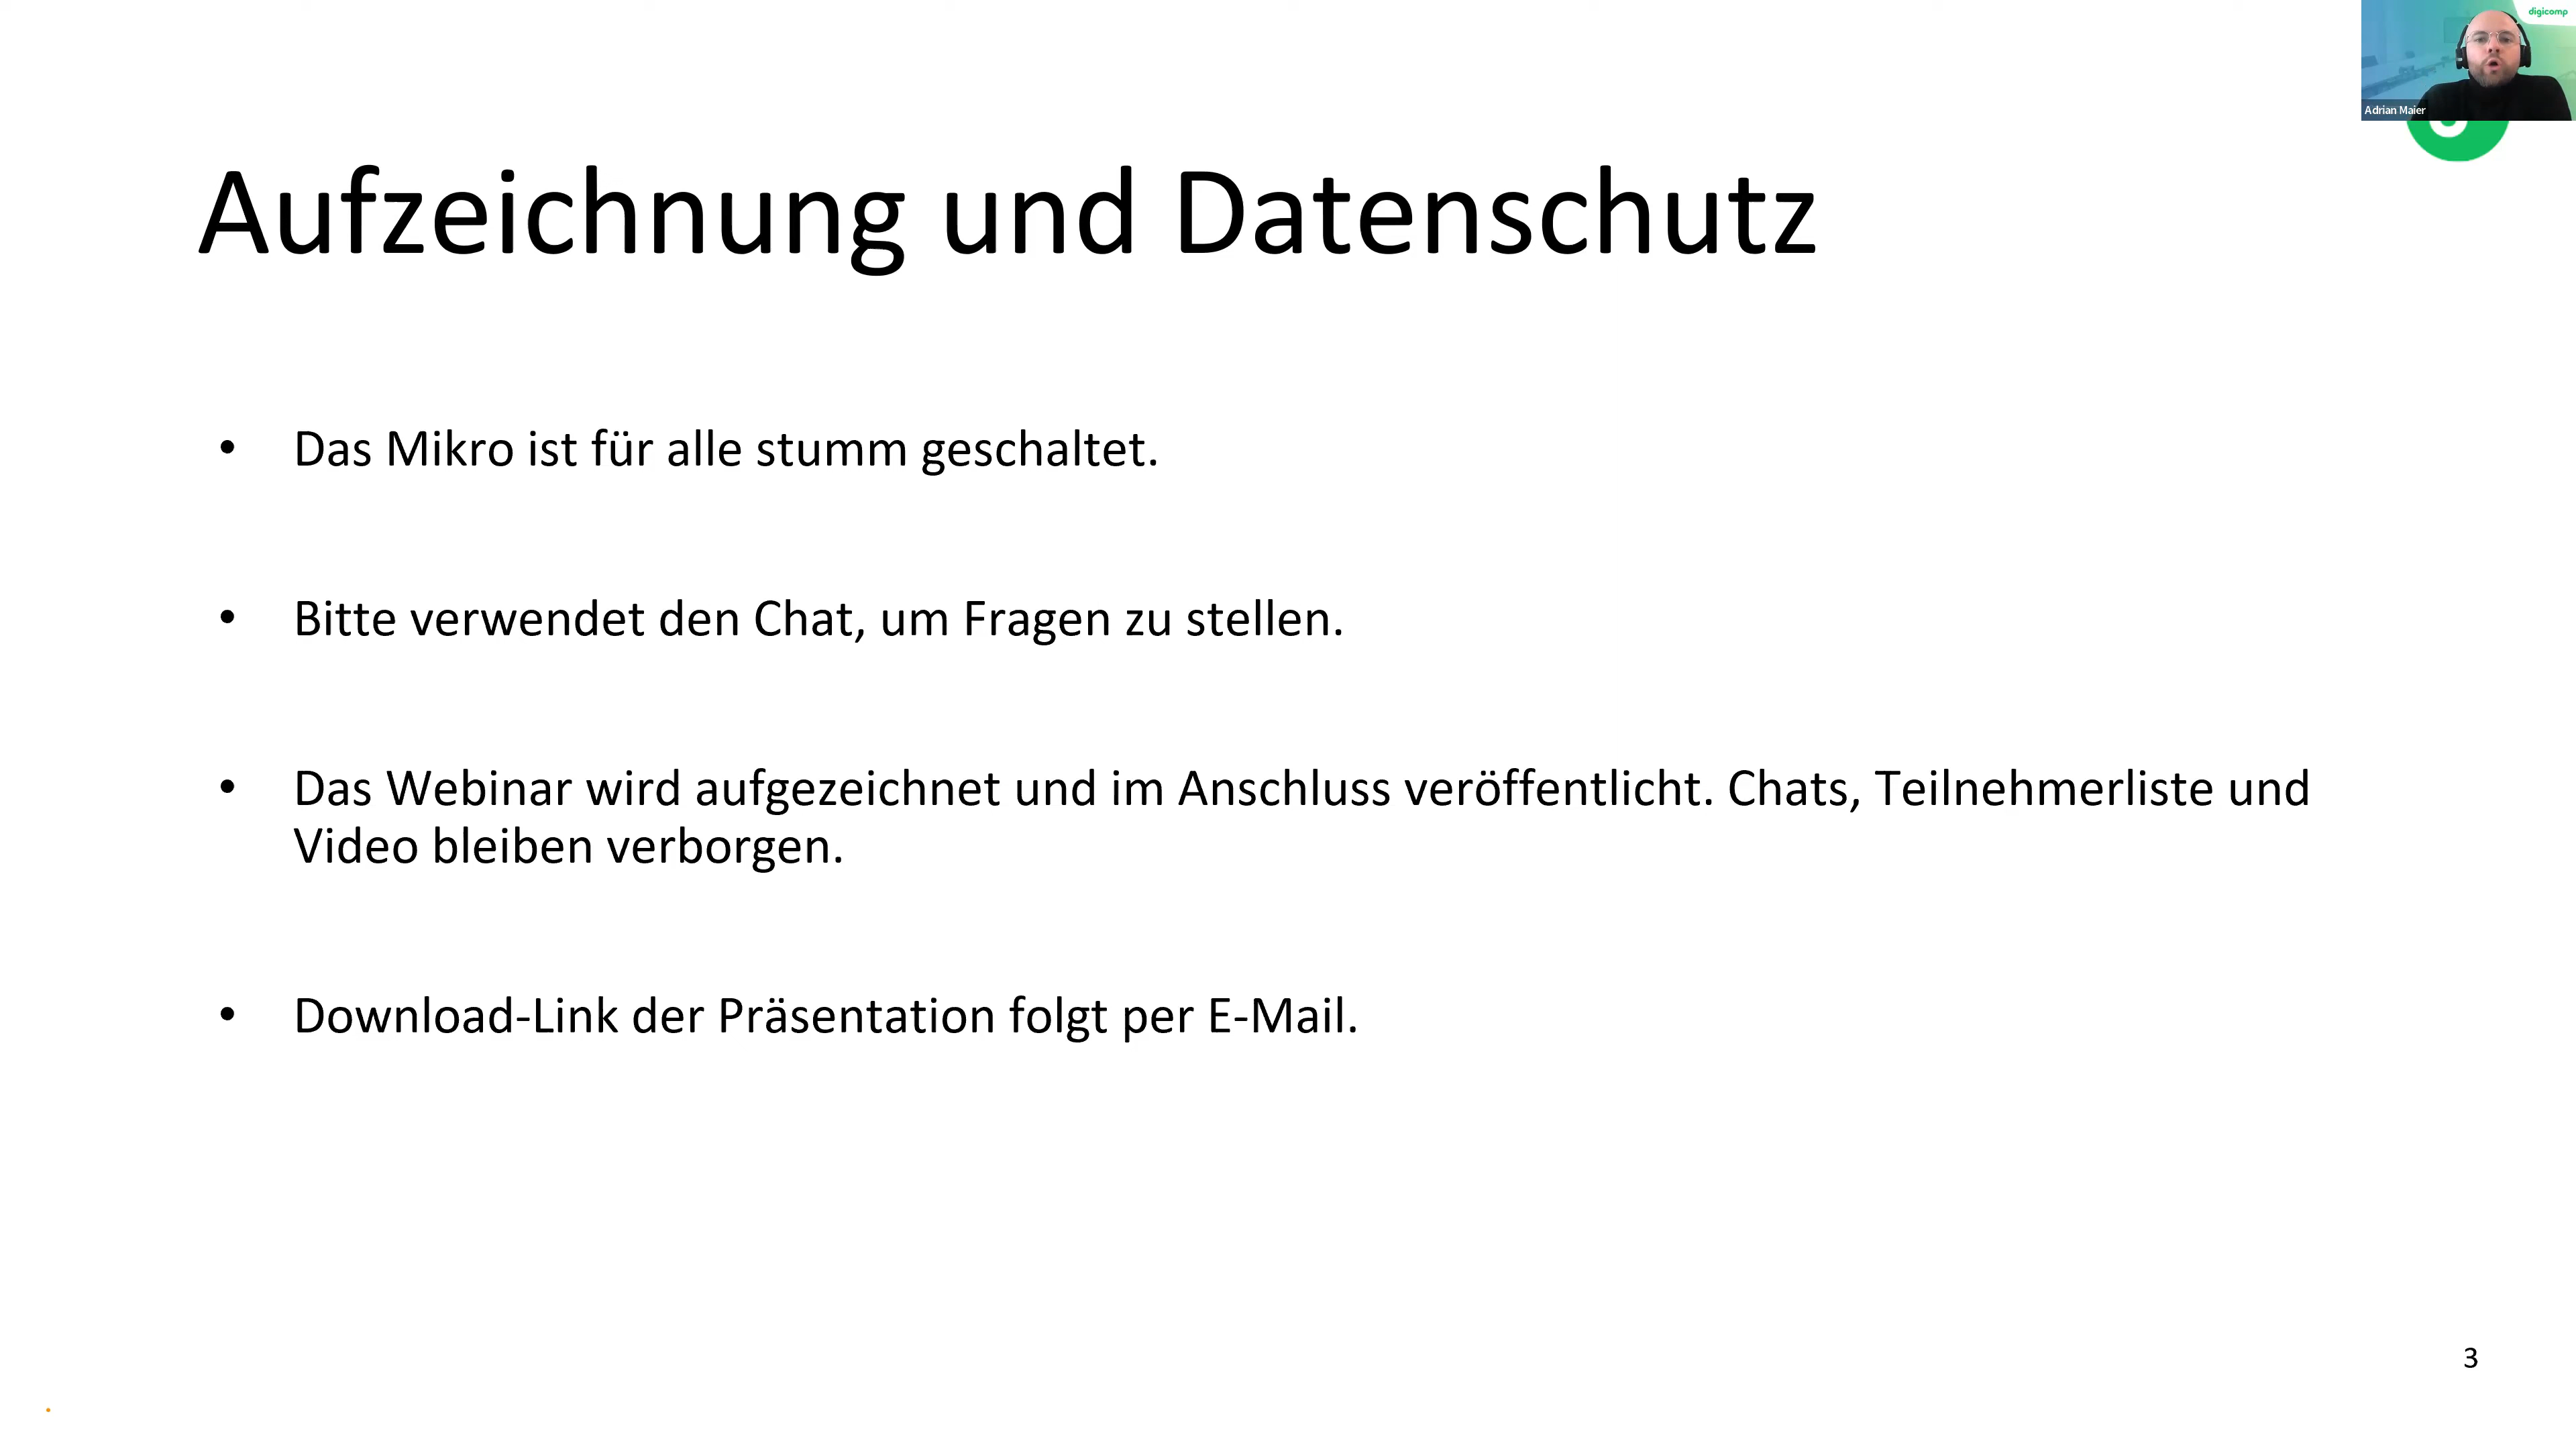 digicomp
Adrian Maier
Aufzeichnung und Datenschutz
• Das Mikro ist für alle stumm geschaltet.
• Bitte verwendet den Chat, um Fragen zu stellen.
• Das Webinar wird aufgezeichnet und im Anschluss veröffentlicht. Chats, Teilnehmerliste und
Video bleiben verborgen.
• Download-Link der Präsentation folgt per E-Mail.
3